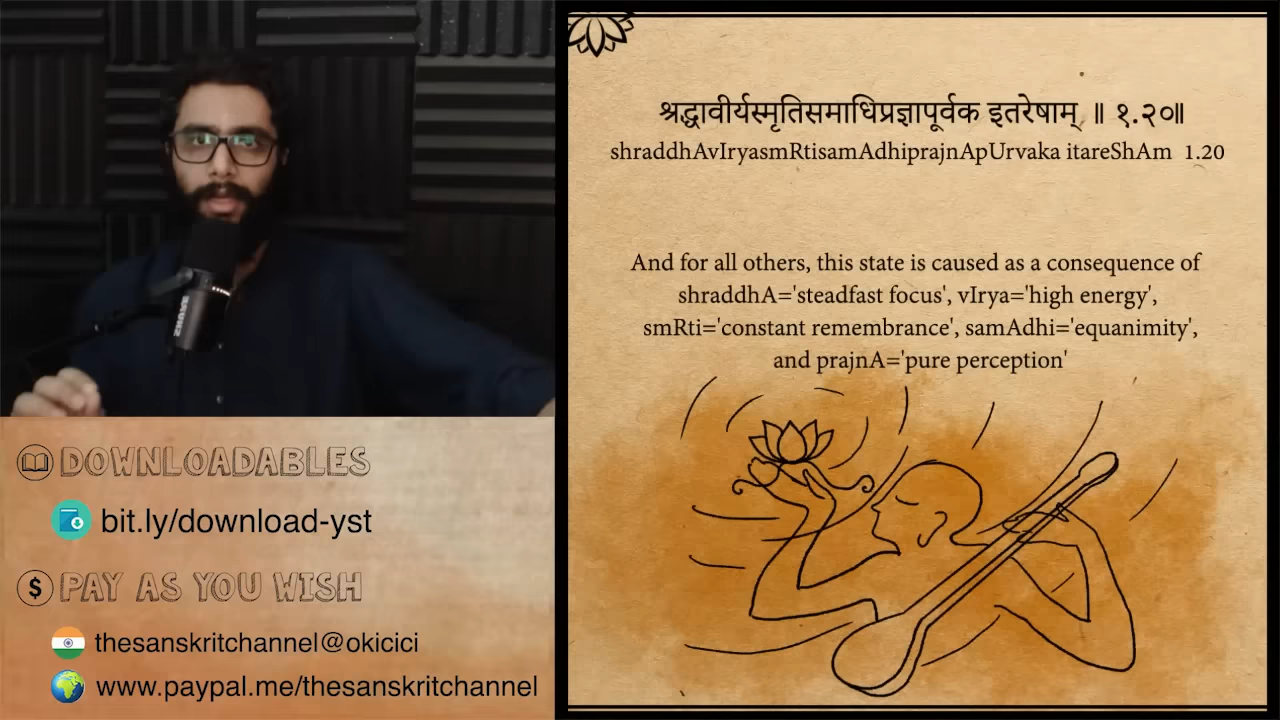 श्रद्धावीर्यस्मृतिसमाधिप्रज्ञापूर्वक इतरेषाम् ॥ १.२०॥
shraddhAvIryasmRtisamAdhiprajnApUrvaka itareShAm 1.20
And for all others, this state is caused as a consequence of
shraddhA='steadfast focus', vIrya='high energy',
smRti='constant remembrance', samAdhi='equanimity',
and prajnA='pure perception'
DOWNLOADABLES
bit.ly/download-yst
$ PAY AS YOU WISH
thesanskritchannel@okicici
www.paypal.me/thesanskritchannel
SHURE